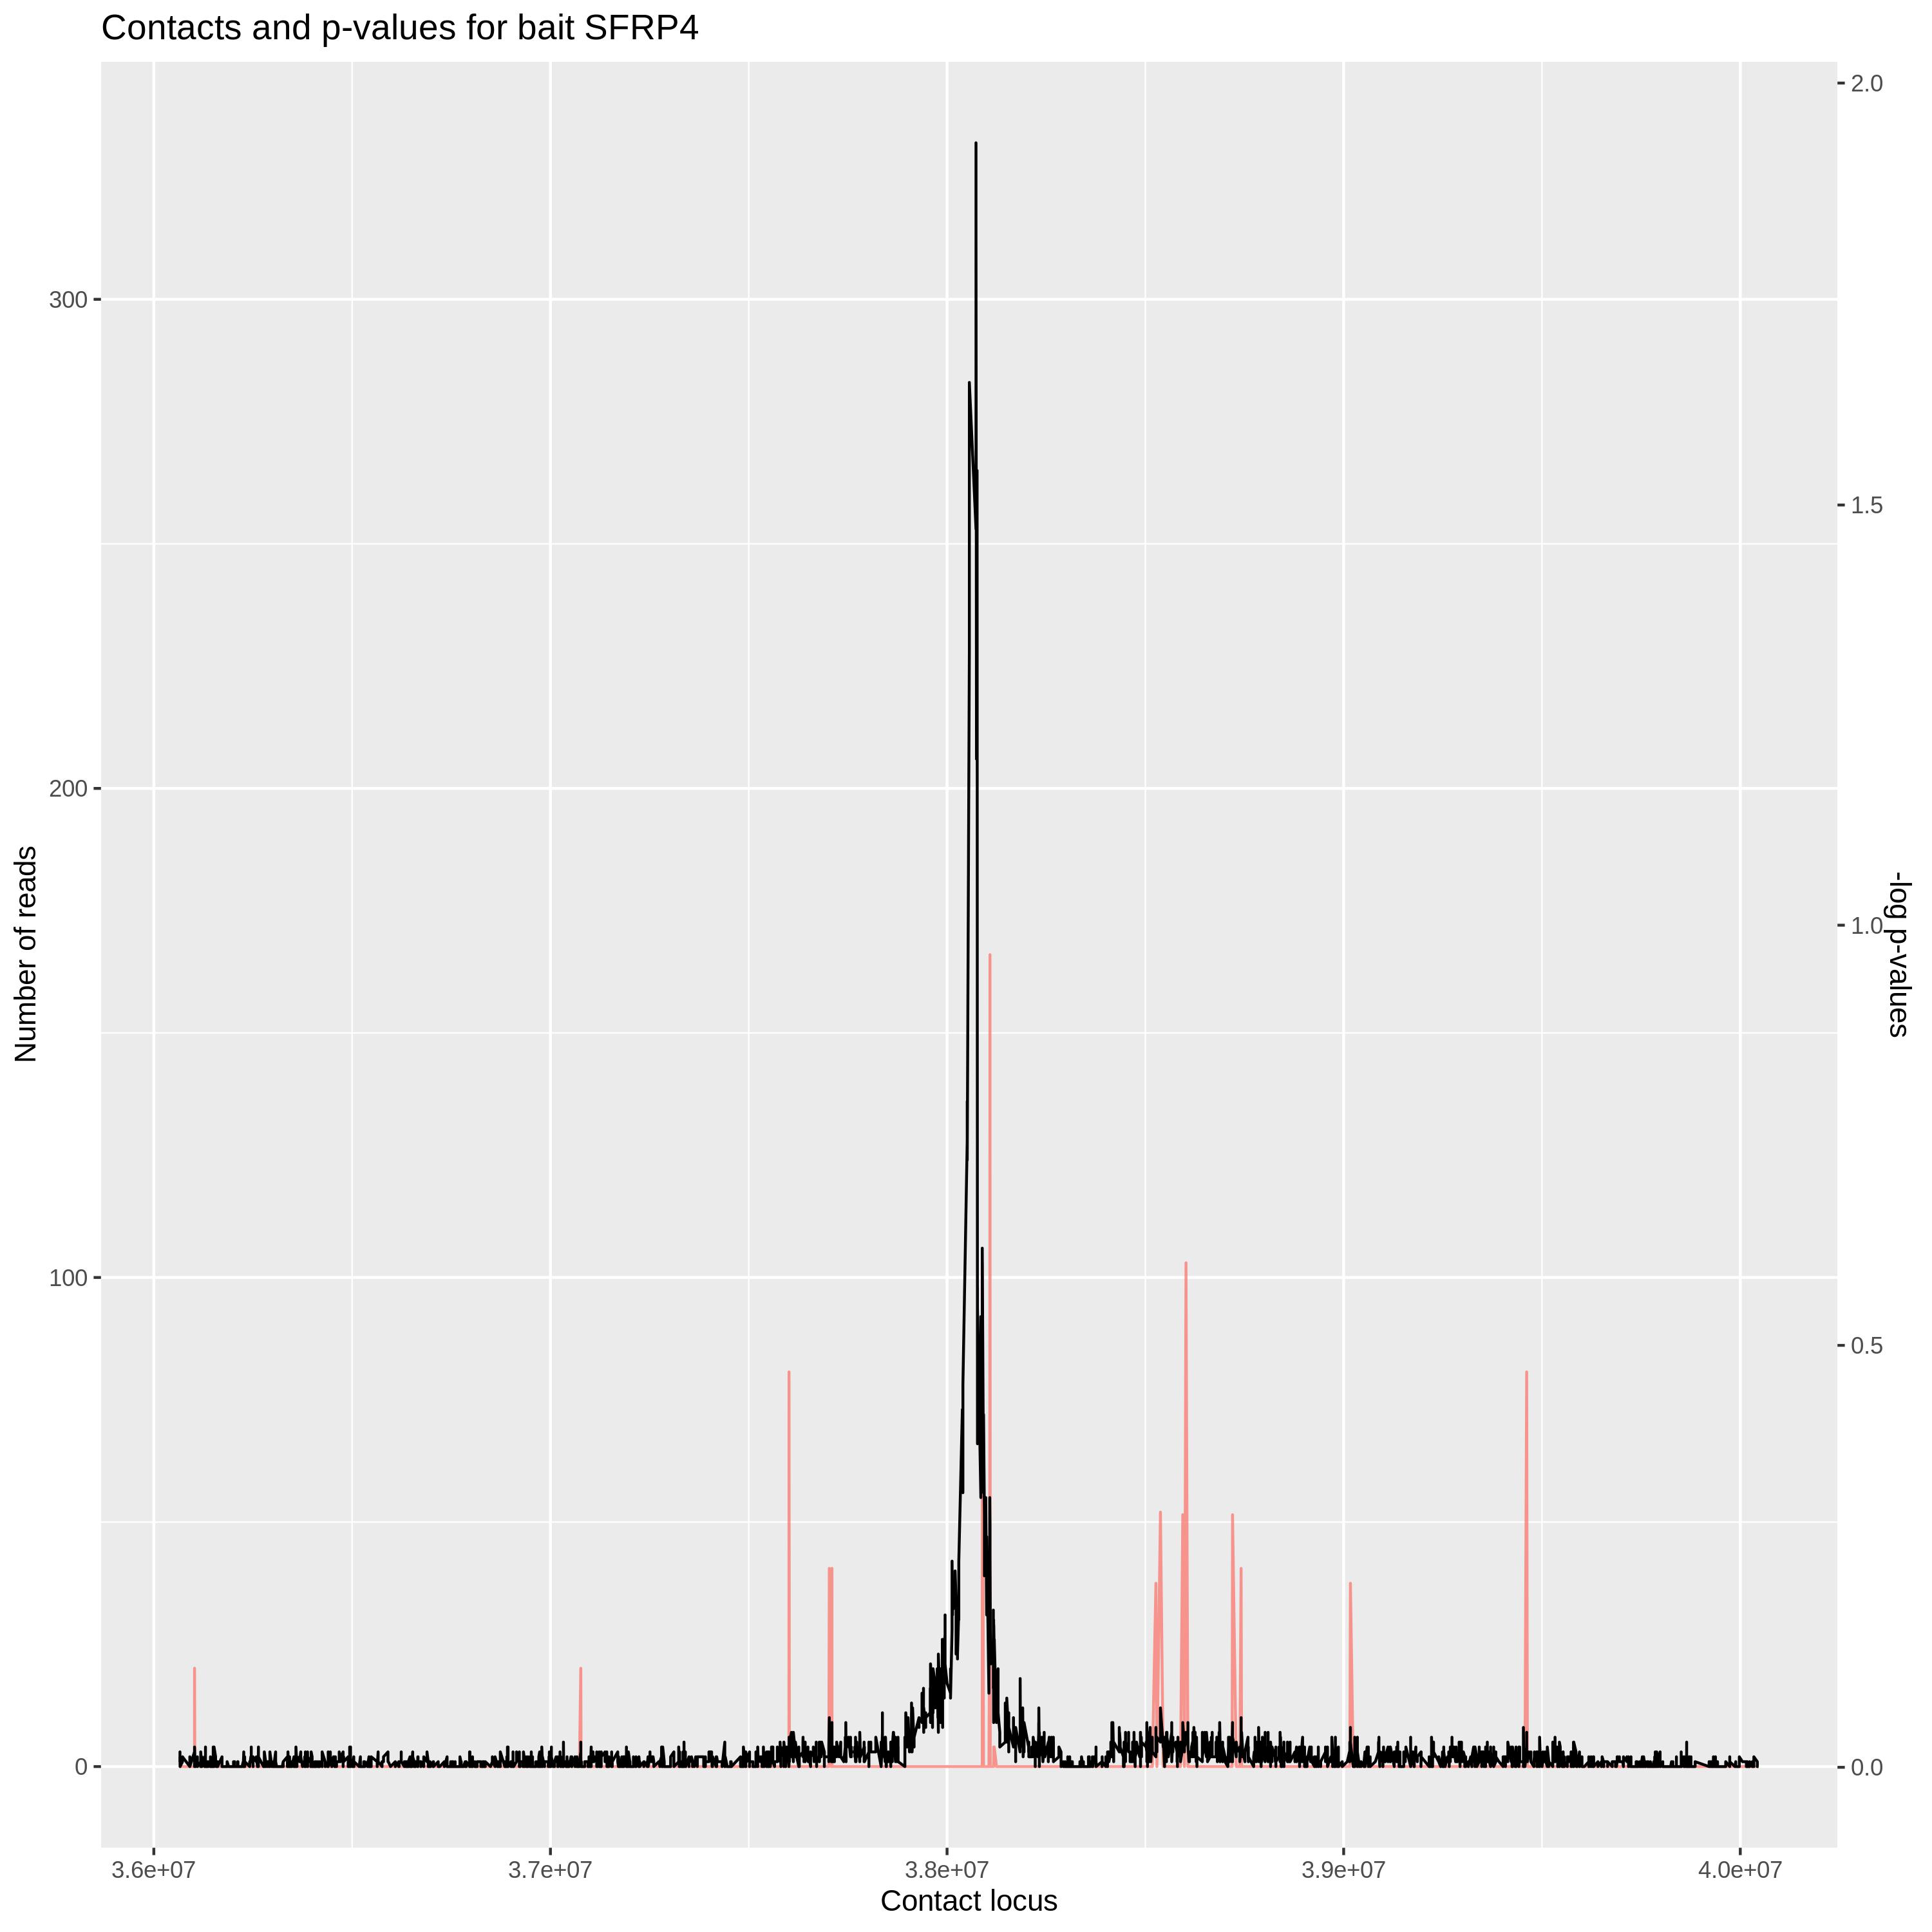 Contacts and p-values for bait SFRP4
2.0
300
1.5
200
Number of reads
-log p-values
1.0
100
0.5
0
0.0
3.6e+07 3.7e+07 3.8e+07 3.9e+07 4.0e+07
Contact locus